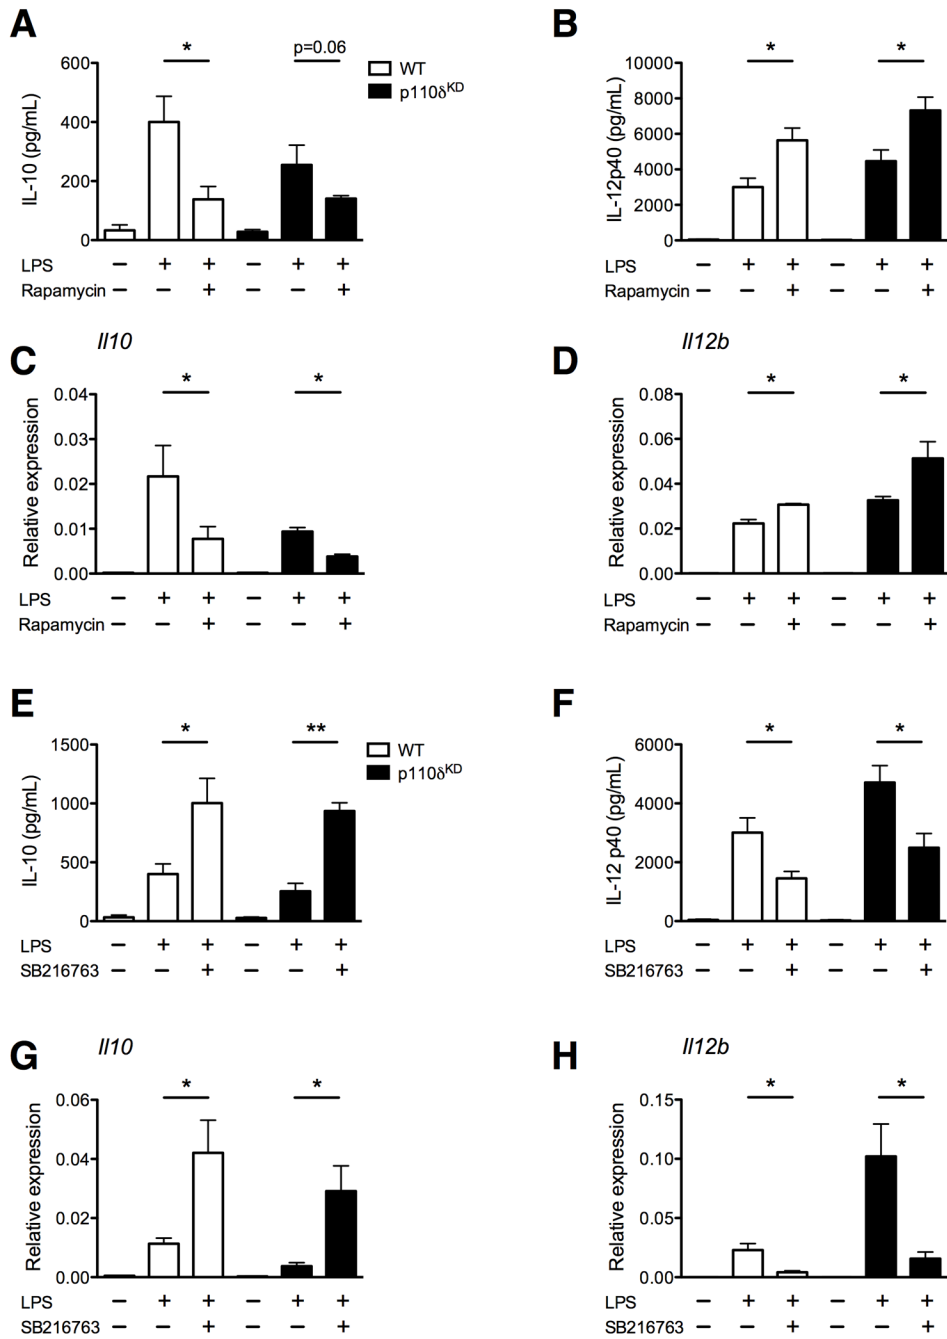 A
B
*
p=0.06
WT
p110δKD
IL-10 (pg/mL)
600
400
200
0
LPS − + + − + +
Rapamycin − − + − − +
* *
IL-12p40 (pg/mL)
10000
8000
6000
4000
2000
0
LPS − + + − + +
Rapamycin − − + − − +
C
Il10
* *
Relative expression
0.04
0.03
0.02
0.01
0.00
LPS − + + − + +
Rapamycin − − + − − +
D
Il12b
* *
Relative expression
0.08
0.06
0.04
0.02
0.00
LPS − + + − + +
Rapamycin − − + − − +
E
* **
WT
p110δKD
IL-10 (pg/mL)
1500
1000
500
0
LPS − + + − + +
SB216763 − − + − − +
F
* *
IL-12 p40 (pg/mL)
6000
4000
2000
0
LPS − + + − + +
SB216763 − − + − − +
G
Il10
* *
Relative expression
0.06
0.04
0.02
0.00
LPS − + + − + +
SB216763 − − + − − +
H
Il12b
* *
Relative expression
0.15
0.10
0.05
0.00
LPS − + + − + +
SB216763 − − + − − +